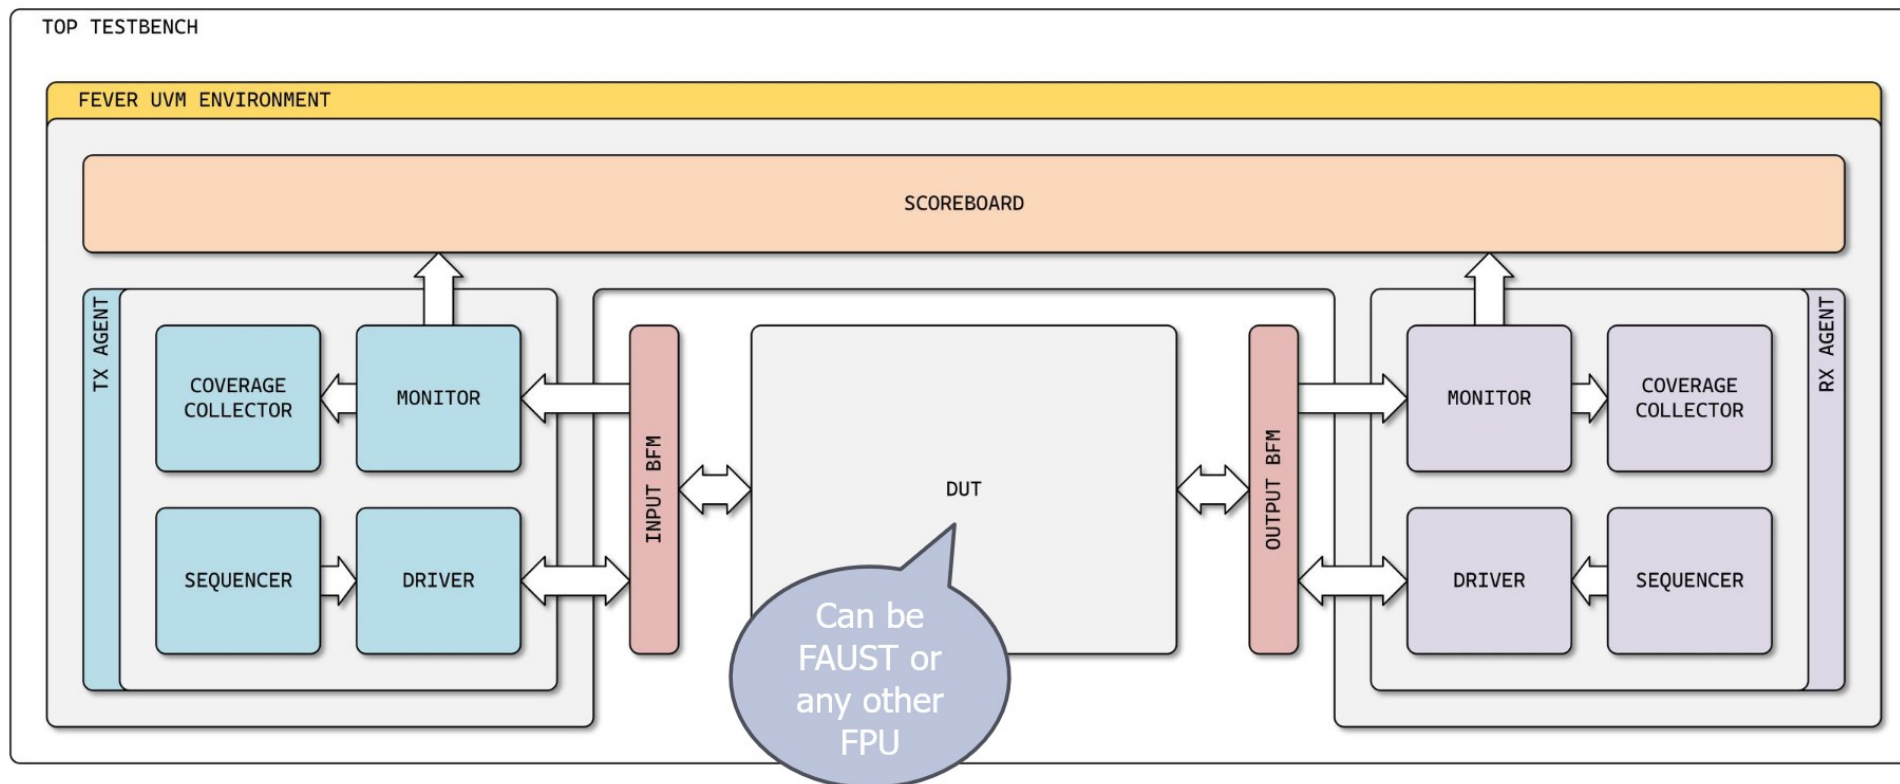 TOP TESTBENCH
FEVER UVM ENVIRONMENT
SCOREBOARD
TX AGENT
COVERAGE
COLLECTOR
MONITOR
SEQUENCER
DRIVER
INPUT BFM
DUT
Can be
FAUST or
any other
FPU
OUTPUT BFM
MONITOR
COVERAGE
COLLECTOR
DRIVER
SEQUENCER
RX AGENT